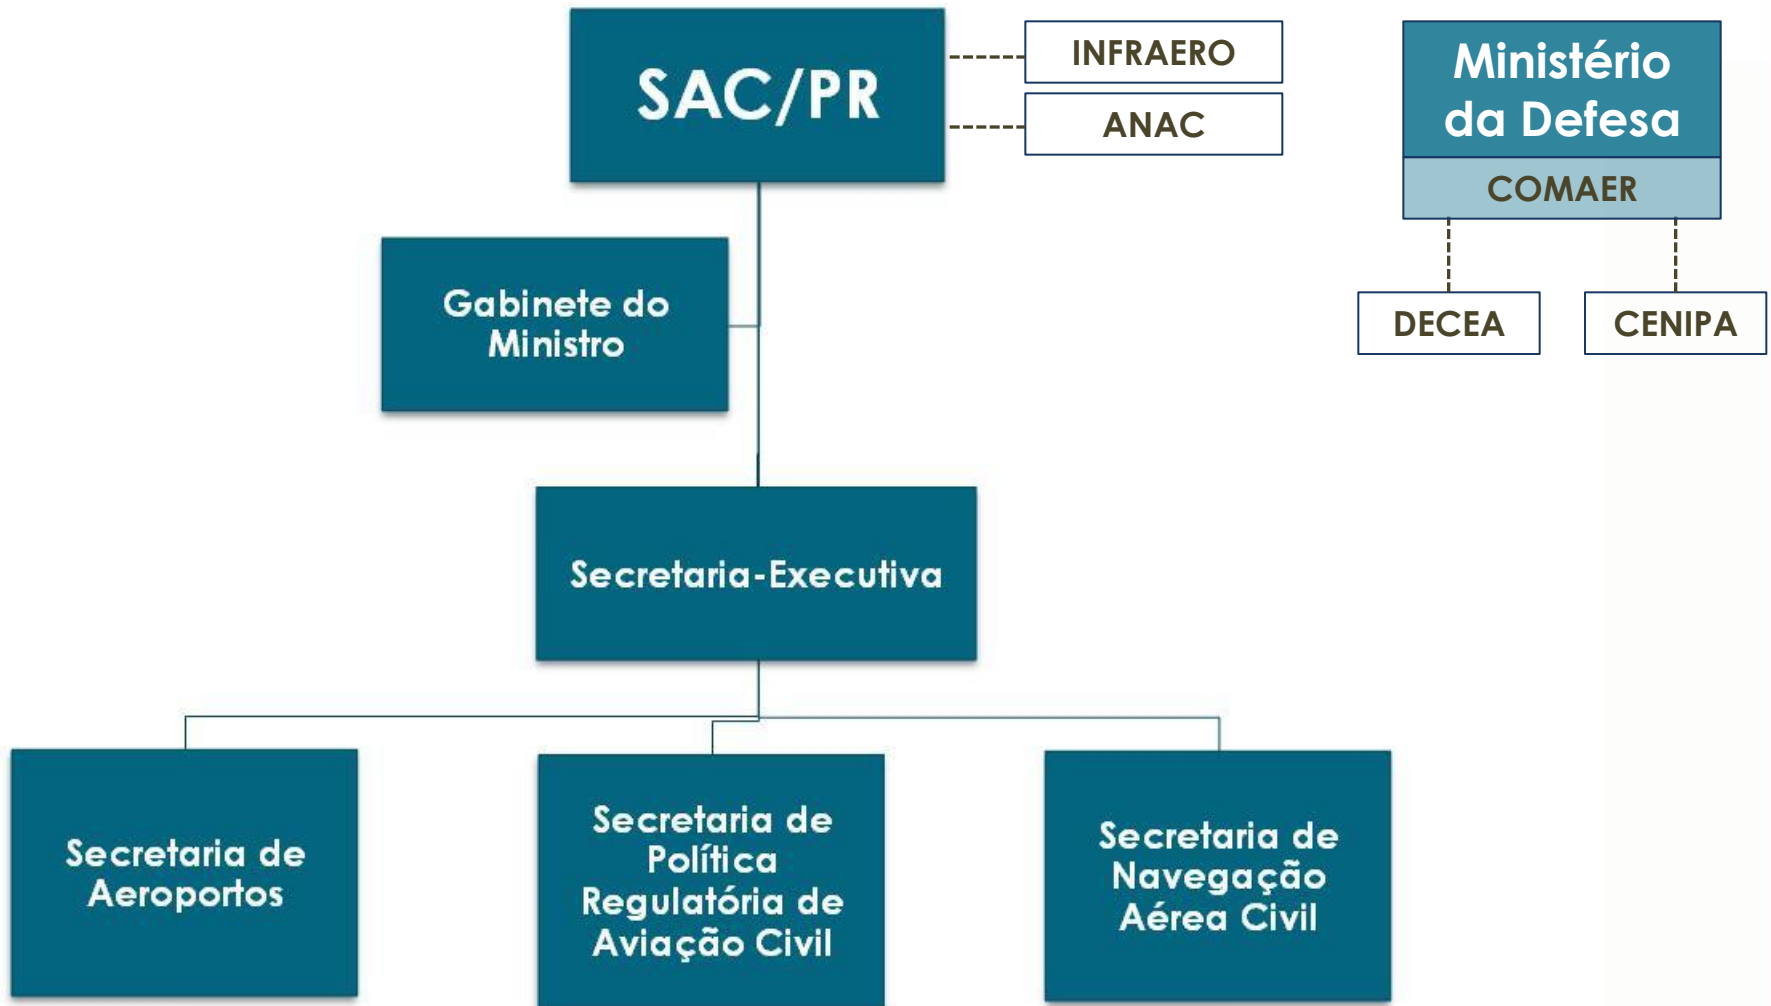 SAC/PR
INFRAERO
ANAC
Ministério
da Defesa
COMAER
DECEA
CENIPA
Gabinete do
Ministro
Secretaria-Executiva
Secretaria de
Aeroportos
Secretaria de
Política
Regulatória de
Aviação Civil
Secretaria de
Navegação
Aérea Civil